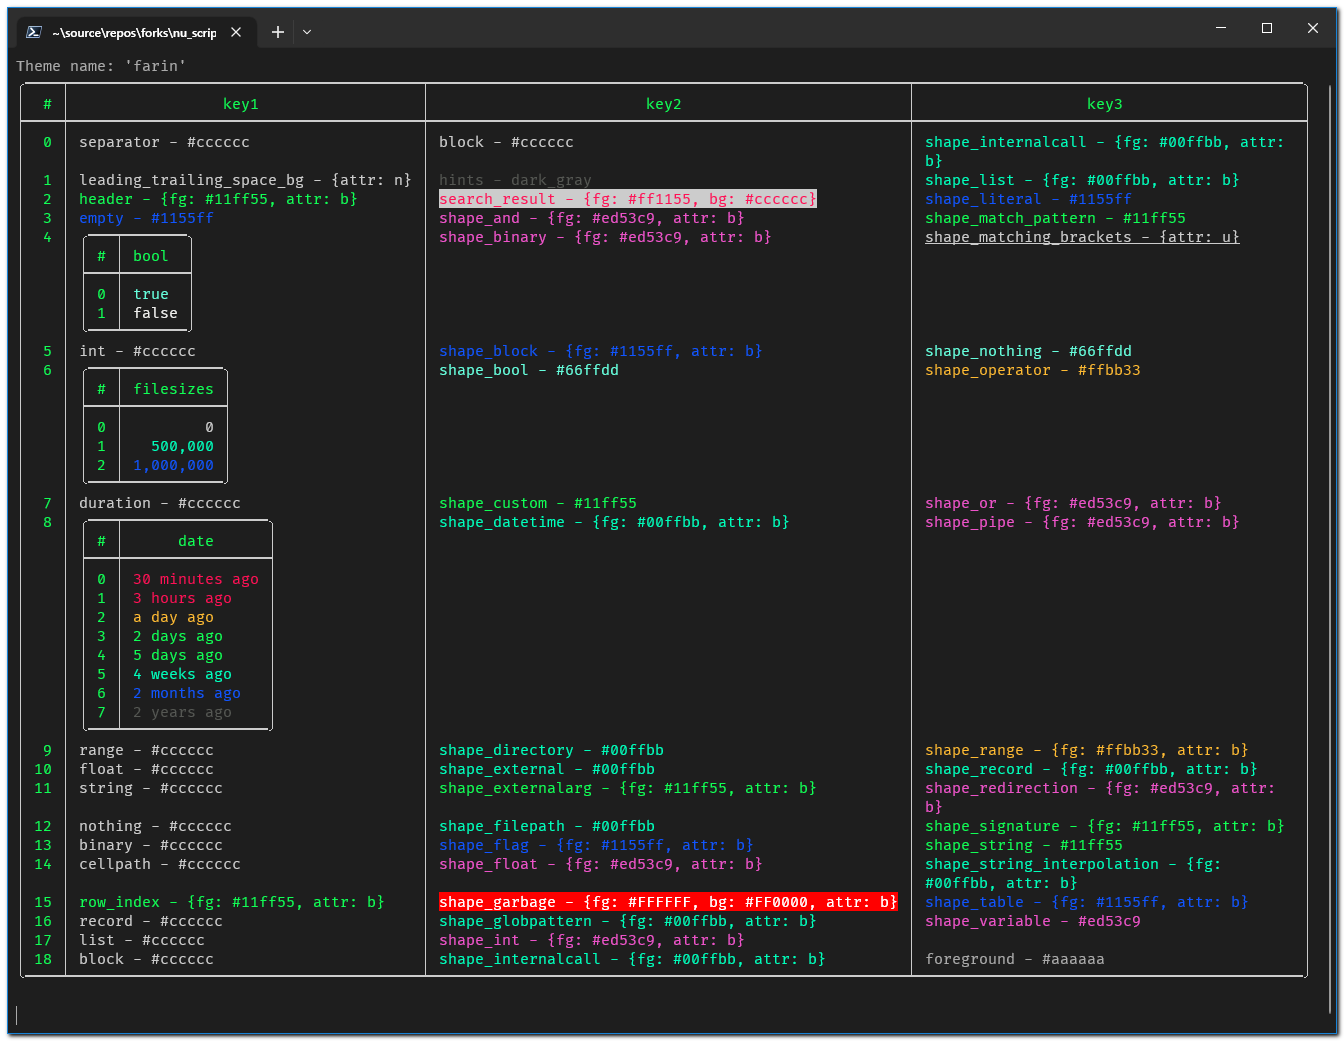 ~\source\repos\forks\nu_scrip
Theme name: 'farin'
# key1 key2 key3
0 separator - #cccccc block - #cccccc shape_internalcall - {fg: #00ffbb, attr:
b}
1 leading_trailing_space_bg - {attr: n} hints - dark_gray shape_list - {fg: #00ffbb, attr: b}
2 header - {fg: #11ff55, attr: b} search_result - {fg: #ff1155, bg: #cccccc} shape_literal - #1155ff
3 empty - #1155ff shape_and - {fg: #ed53c9, attr: b} shape_match_pattern - #11ff55
4 shape_binary - {fg: #ed53c9, attr: b} shape_matching_brackets - {attr: u}
# bool
0 true
1 false
5 int - #cccccc shape_block - {fg: #1155ff, attr: b} shape_nothing - #66ffdd
6 shape_bool - #66ffdd shape_operator - #ffbb33
# filesizes
0 0
1 500,000
2 1,000,000
7 duration - #cccccc shape_custom - #11ff55 shape_or - {fg: #ed53c9, attr: b}
8 shape_datetime - {fg: #00ffbb, attr: b} shape_pipe - {fg: #ed53c9, attr: b}
# date
0 30 minutes ago
1 3 hours ago
2 a day ago
3 2 days ago
4 5 days ago
5 4 weeks ago
6 2 months ago
7 2 years ago
9 range - #cccccc shape_directory - #00ffbb shape_range - {fg: #ffbb33, attr: b}
10 float - #cccccc shape_external - #00ffbb shape_record - {fg: #00ffbb, attr: b}
11 string - #cccccc shape_externalarg - {fg: #11ff55, attr: b} shape_redirection - {fg: #ed53c9, attr:
b}
12 nothing - #cccccc shape_filepath - #00ffbb shape_signature - {fg: #11ff55, attr: b}
13 binary - #cccccc shape_flag - {fg: #1155ff, attr: b} shape_string - #11ff55
14 cellpath - #cccccc shape_float - {fg: #ed53c9, attr: b} shape_string_interpolation - {fg:
#00ffbb, attr: b}
15 row_index - {fg: #11ff55, attr: b} shape_garbage - {fg: #FFFFFF, bg: #FF0000, attr: b} shape_table - {fg: #1155ff, attr: b}
16 record - #cccccc shape_globpattern - {fg: #00ffbb, attr: b} shape_variable - #ed53c9
17 list - #cccccc shape_int - {fg: #ed53c9, attr: b}
18 block - #cccccc shape_internalcall - {fg: #00ffbb, attr: b} foreground - #aaaaaa